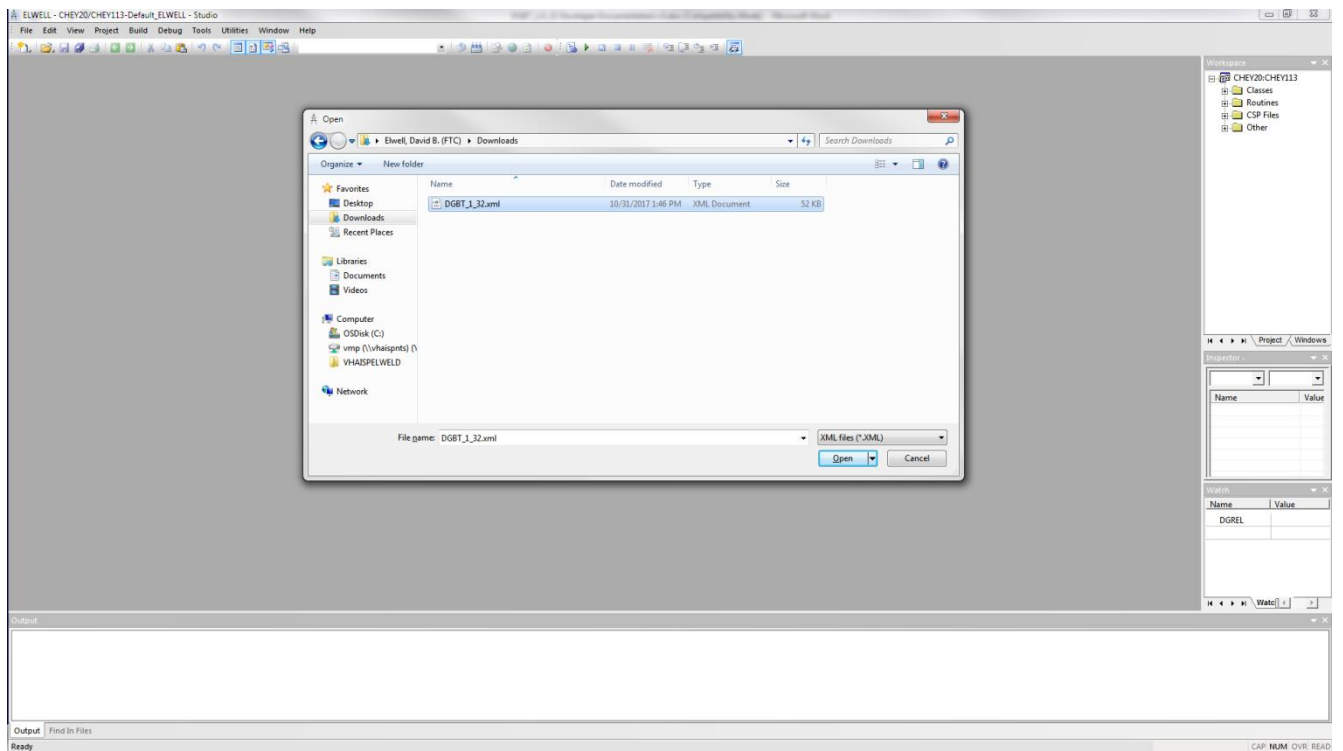 ELWELL - CHEY20/CHEY113-Default_ELWELL - Studio
File Edit View Project Build Debug Tools Utilities Window Help
Workspace
CHEY20:CHEY113
Classes
Routines
CSP Files
Other
Open
Elwell, David B. (FTC) Downloads
Search Downloads
Organize New folder
Name Date modified Type Size
DGBT_1_32.xml 10/31/2017 1:46 PM XML Document 52 KB
Favorites
Desktop
Downloads
Recent Places
Libraries
Documents
Videos
Computer
OSDisk (C:)
vmp (\\vhaispnts) (\
VHAISPELWELD
Network
File name: DGBT_1_32.xml
XML files (*.XML)
Open Cancel
Project Windows
Inspector -
Name Value
Watch
Name Value
DGREL
Watc
Output
Output Find In Files
Ready
CAP NUM OVR READ